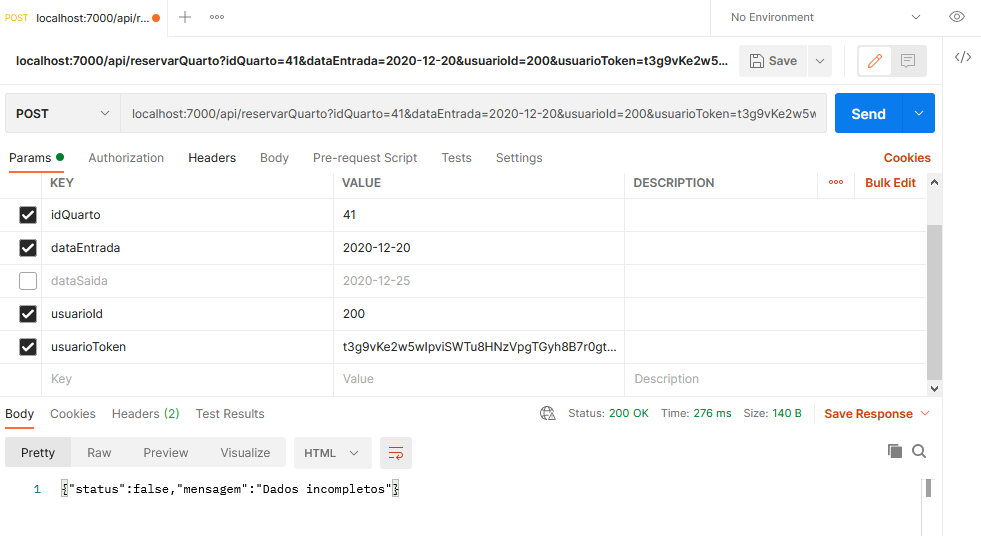 POST localhost:7000/api/r... No Environment
localhost:7000/api/reservarQuarto?idQuarto=41&dataEntrada=2020-12-20&usuarioId=200&usuarioToken=t3g9vKe2w5... Save
POST localhost:7000/api/reservarQuarto?idQuarto=41&dataEntrada=2020-12-20&usuarioId=200&usuarioToken=t3g9vKe2w5w Send
Params Authorization Headers Body Pre-request Script Tests Settings Cookies
KEY VALUE DESCRIPTION Bulk Edit
idQuarto 41
dataEntrada 2020-12-20
dataSaida 2020-12-25
usuarioId 200
usuarioToken t3g9vKe2w5wIpviSWTu8HNzVpgTGyh8B7r0gt...
Key Value Description
Body Cookies Headers (2) Test Results Status: 200 OK Time: 276 ms Size: 140 B Save Response
Pretty Raw Preview Visualize HTML
1 {"status":false,"mensagem":"Dados incompletos"}